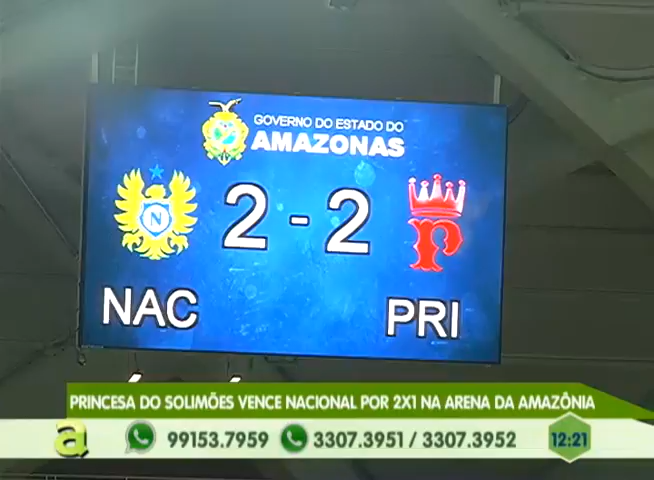 GOVERNO DO ESTADO DO
AMAZONAS
N
2 - 2
P
NAC
PRI
PRINCESA DO SOLIMÕES VENCE NACIONAL POR 2X1 NA ARENA DA AMAZÔNIA
a 99153.7959 3307.3951 / 3307.3952 12:21